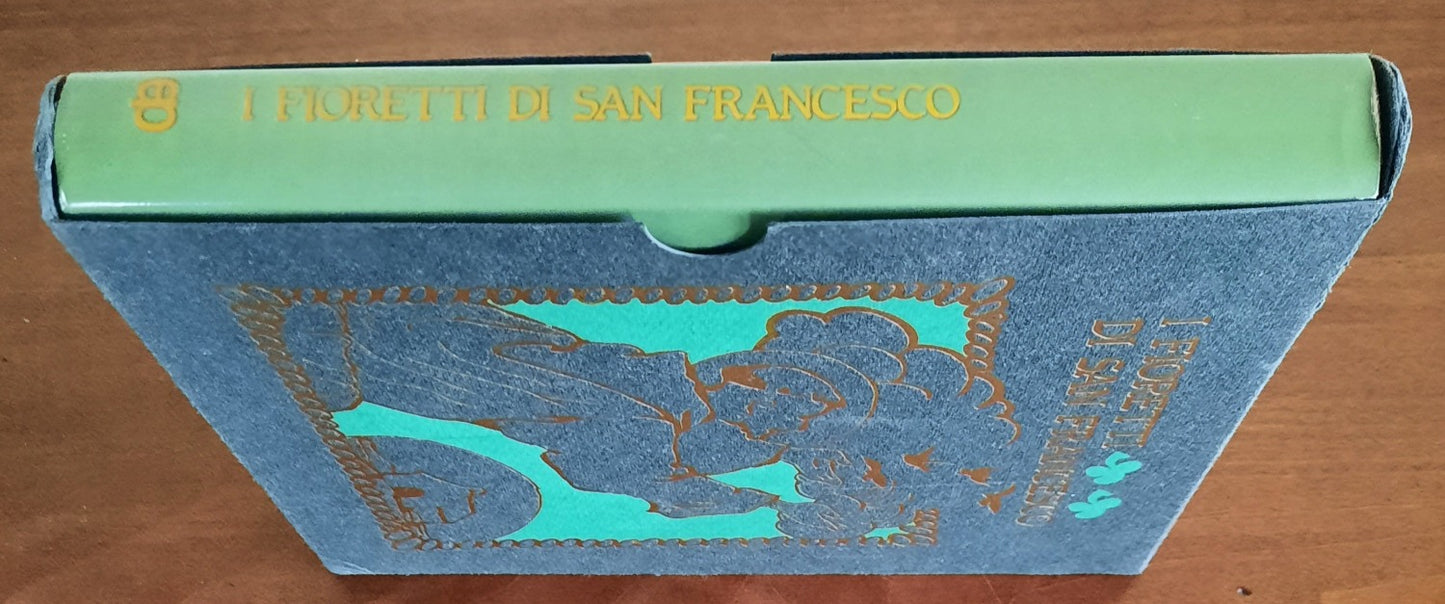 I FIORETTI DI SAN FRANCESCO
I FIORETTI
DI SAN FRANCESCO